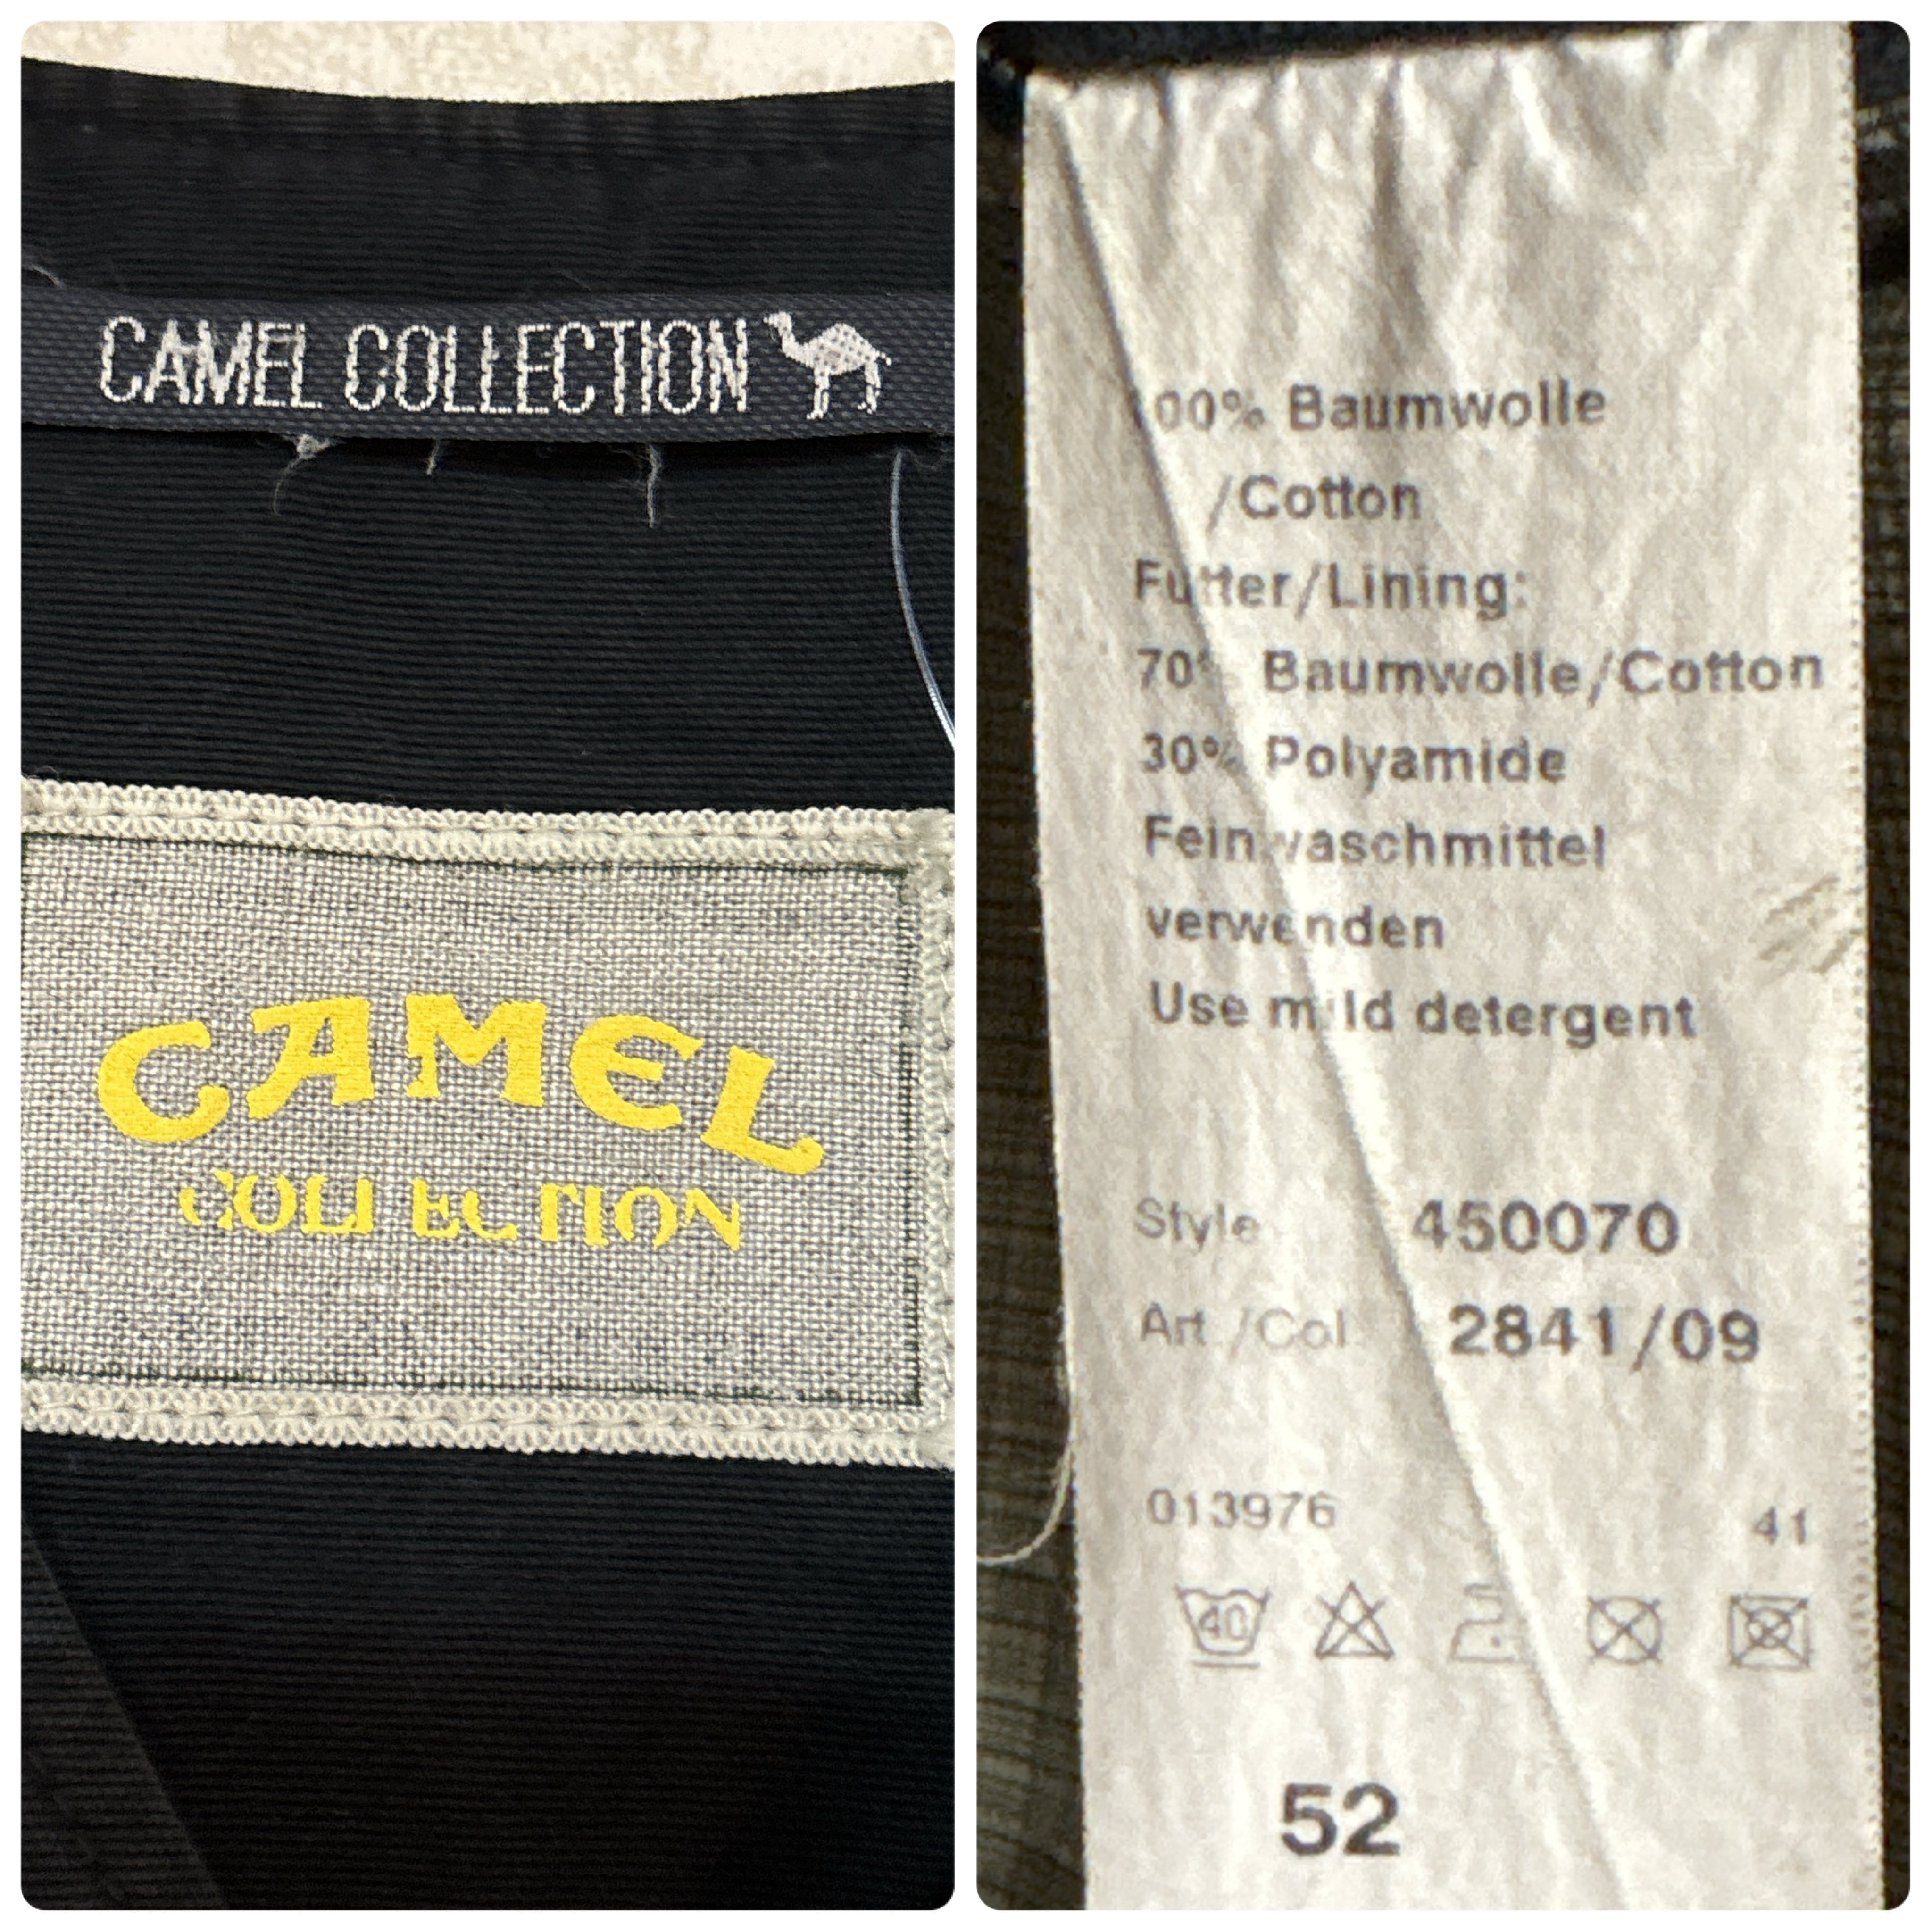 CAMEL COLLECTION
CAMEL
COLLECTION
00% Baumwolle
/Cotton
Futter/Lining:
70% Baumwolle/Cotton
30% Polyamide
Feinwaschmittel
verwenden
Use mild detergent
Style 450070
Art./Col. 2841/09
013976 41
40
52